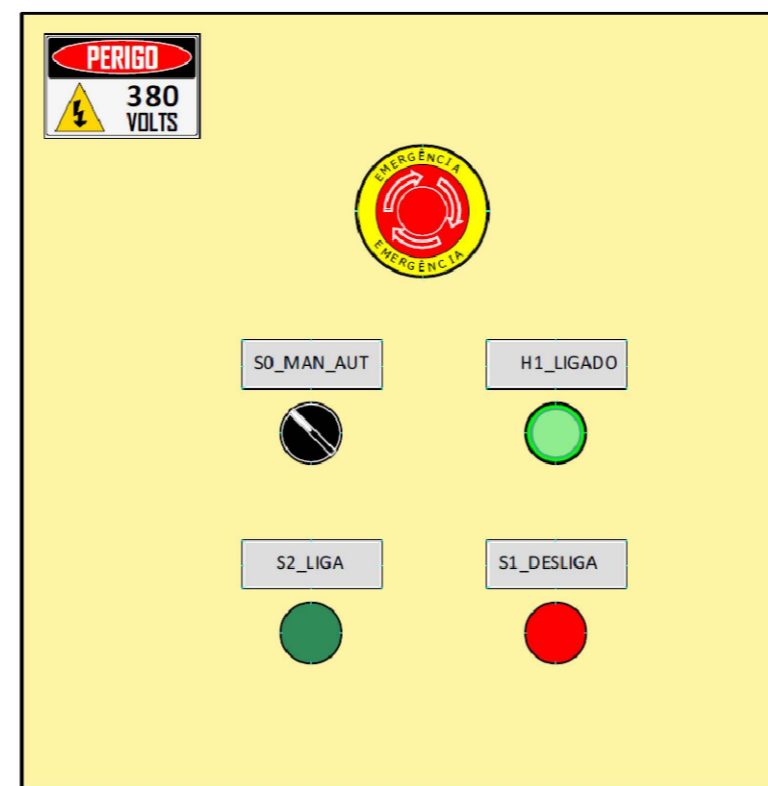 PERIGO
380
VOLTS
EMERGÊNCIA
EMERGÊNCIA
S0_MAN_AUT
H1_LIGADO
S2_LIGA
S1_DESLIGA